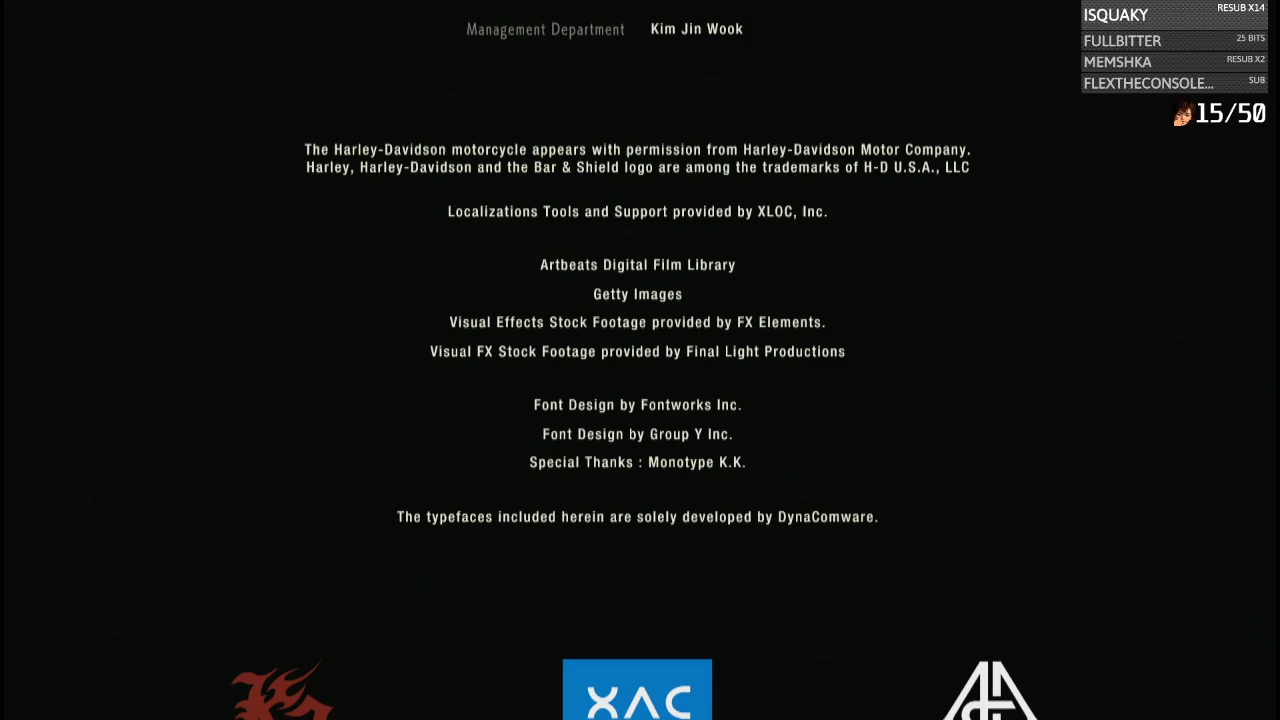 Management Department Kim Jin Wook
ISQUAKY RESUB X14
FULLBITTER 25 BITS
MEMSHKA RESUB X2
FLEXTHECONSOLE... SUB
15/50
The Harley-Davidson motorcycle appears with permission from Harley-Davidson Motor Company.
Harley, Harley-Davidson and the Bar & Shield logo are among the trademarks of H-D U.S.A., LLC
Localizations Tools and Support provided by XLOC, Inc.
Artbeats Digital Film Library
Getty Images
Visual Effects Stock Footage provided by FX Elements.
Visual FX Stock Footage provided by Final Light Productions
Font Design by Fontworks Inc.
Font Design by Group Y Inc.
Special Thanks : Monotype K.K.
The typefaces included herein are solely developed by DynaComware.
XAC